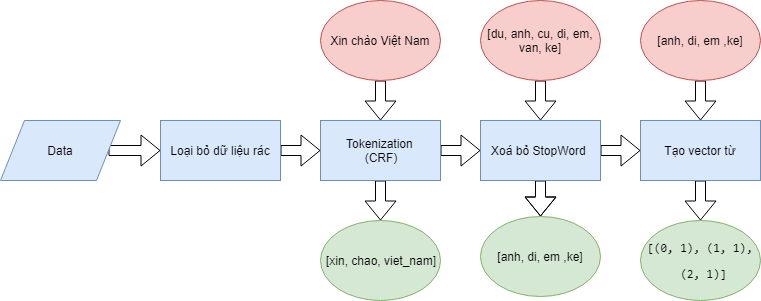 Xin chảo Việt Nam
[du, anh, cu, di, em,
van, ke]
[anh, di, em ,ke]
Data
Loại bỏ dữ liệu rác
Tokenization
(CRF)
Xoá bỏ StopWord
Tạo vector từ
[xin, chao, viet_nam]
[anh, di, em ,ke]
[(0, 1), (1, 1),
(2, 1)]